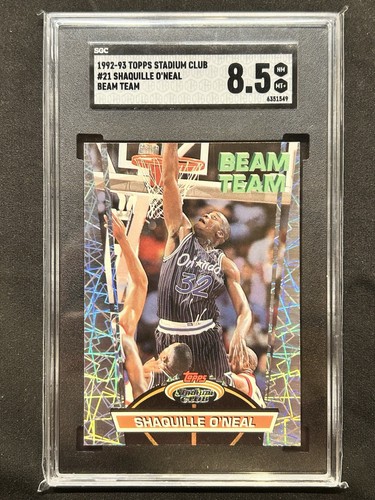 SGC
1992-93 TOPPS STADIUM CLUB
#21 SHAQUILLE O'NEAL
BEAM TEAM
8.5
NM
MT+
6351549
BEAM
TEAM
Orlando
32
Topps
Stadium
CLUB
SHAQUILLE O'NEAL